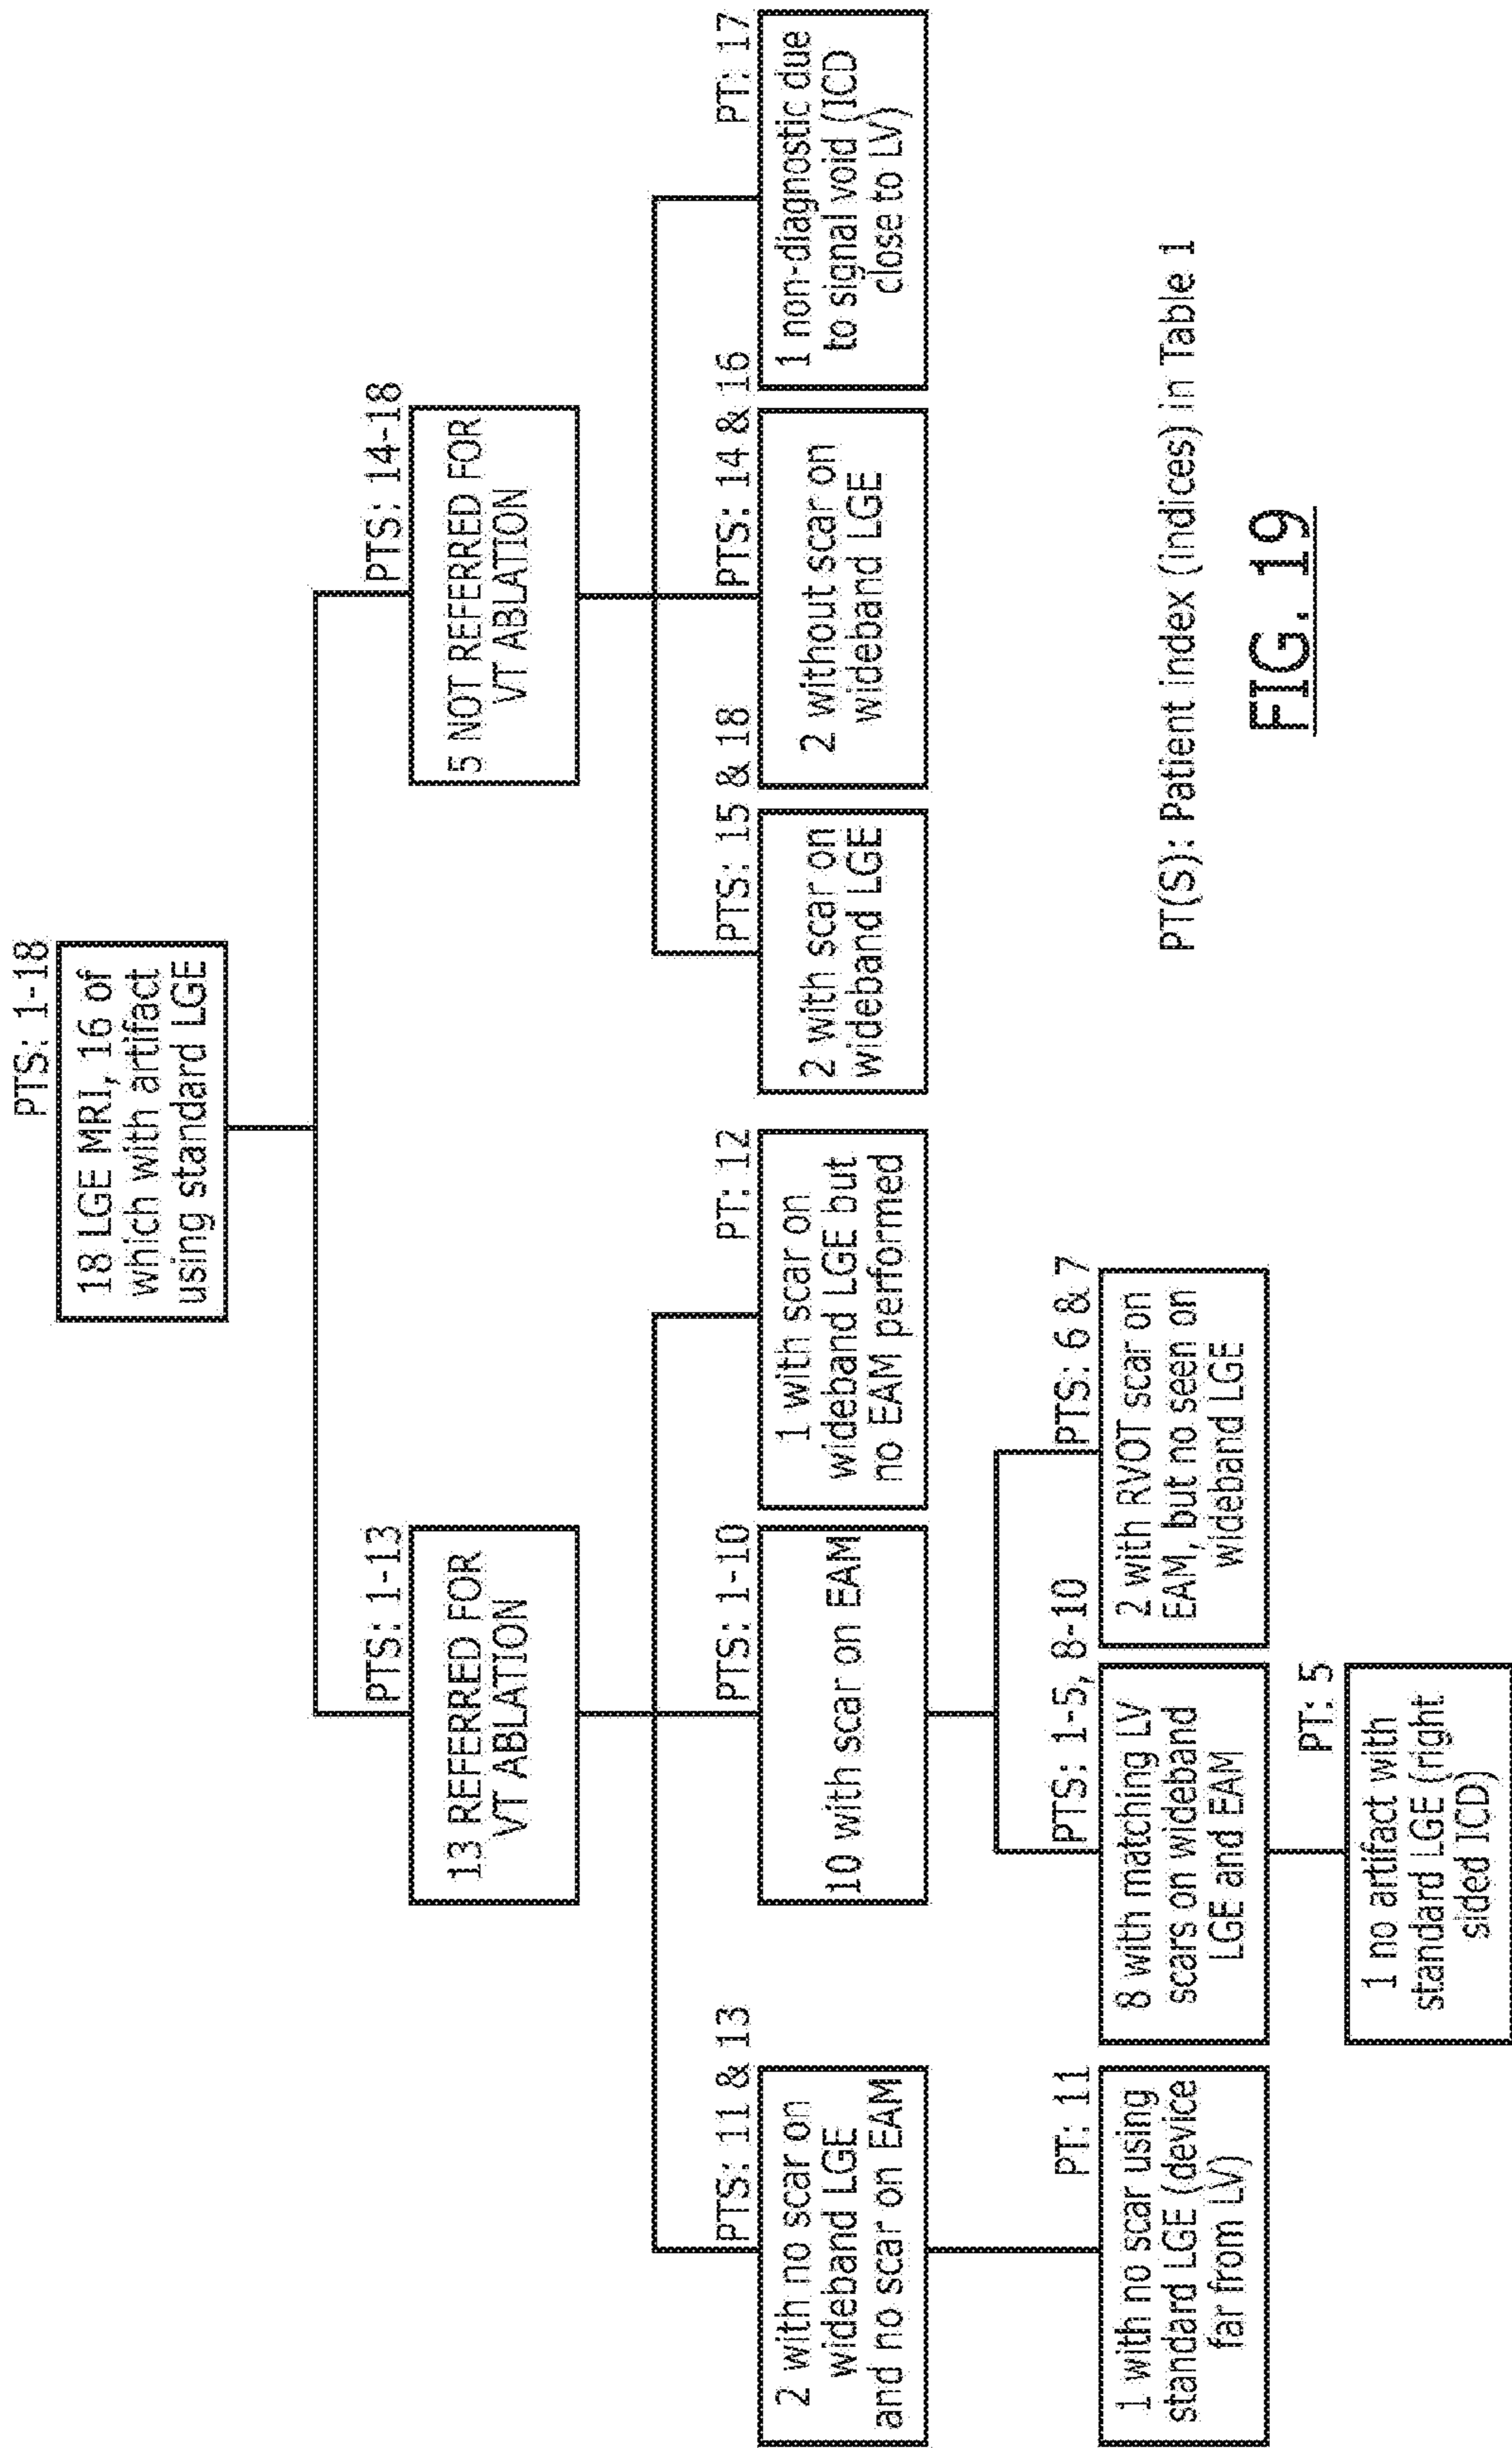 PTS: 1-18
18 LGE MRI, 16 of
which with artifact
using standard LGE
PTS: 1-13
13 REFERRED FOR
VT ABLATION
PTS: 14-18
5 NOT REFERRED FOR
VT ABLATION
PTS: 11 & 13
2 with no scar on
wideband LGE
and no scar on EAM
PTS: 1-10
10 with scar on EAM
PT: 12
1 with scar on
wideband LGE but
no EAM performed
PTS: 15 & 18
2 with scar on
wideband LGE
PTS: 14 & 16
2 without scar on
wideband LGE
PT: 17
1 non-diagnostic due
to signal void (ICD
close to LV)
PT: 11
1 with no scar using
standard LGE (device
far from LV)
PTS: 1-5, 8-10
8 with matching LV
scars on wideband
LGE and EAM
PTS: 6 & 7
2 with RVOT scar on
EAM, but no seen on
wideband LGE
PT: 5
1 no artifact with
standard LGE (right
sided ICD)
PT(S): Patient index (indices) in Table 1
FIG. 19